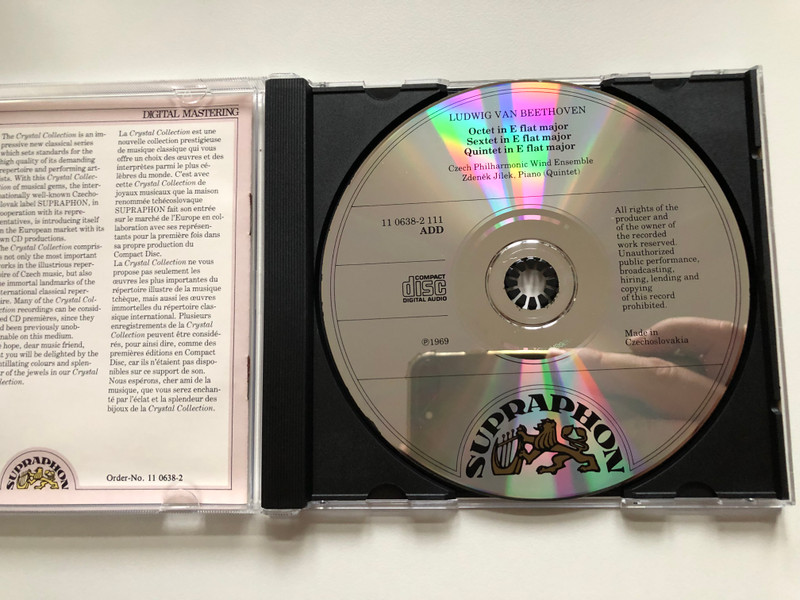 DIGITAL MASTERING
The Crystal Collection is an im-
pressive new classical series
which sets standards for the
high quality of its demanding
repertoire and performing art-
ists. With this Crystal Collec-
of musical gems, the inter-
nationally well-known Czecho-
slovak label SUPRAPHON, in
cooperation with its repre-
sentatives, is introducing itself
on the European market with its
own CD productions.
The Crystal Collection compris-
es not only the most important
works in the illustrious reper-
toire of Czech music, but also
the immortal landmarks of the
international classical reper-
toire. Many of the Crystal Col-
lection recordings can be consid-
ered CD premières, since they
had been previously unob-
tainable on this medium.
We hope, dear music friend,
that you will be delighted by the
scintillating colours and splen-
of the jewels in our Crystal
Collection.
La Crystal Collection est une
nouvelle collection prestigieuse
de musique classique qui vous
offre un choix des œuvres et des
interprètes parmi le plus cé-
lèbres du monde. C'est avec
cette Crystal Collection de
joyaux musicaux que la maison
renommée tchécoslovaque
SUPRAPHON fait son entrée
sur le marché de l'Europe en col-
laboration avec ses représen-
tants pour la première fois dans
sa propre production du
Compact Disc.
La Crystal Collection ne vous
propose pas seulement les
œuvres les plus importantes du
répertoire illustre de la musique
tchèque, mais aussi les œuvres
immortelles du répertoire clas-
sique international. Plusieurs
enregistrements de la Crystal
Collection peuvent être considé-
rés, pour ainsi dire, comme des
premières éditions en Compact
Disc, car ils n'étaient pas dispo-
nibles sur ce support de son.
Nous espérons, cher ami de la
musique, que vous serez enchan-
té par l'éclat et la splendeur des
bijoux de la Crystal Collection.
SUPRAPHON
Order-No. 11 0638-2
LUDWIG VAN BEETHOVEN
Octet in E flat major
Sextet in E flat major
Quintet in E flat major
Czech Philharmonic Wind Ensemble
Zdeněk Jílek, Piano (Quintet)
11 0638-2 111
ADD
COMPACT
disc
DIGITAL AUDIO
℗1969
All rights of the
producer and
of the owner of
the recorded
work reserved.
Unauthorized
public performance,
broadcasting,
hiring, lending and
copying
of this record
prohibited.
Made in
Czechoslovakia
SUPRAPHON